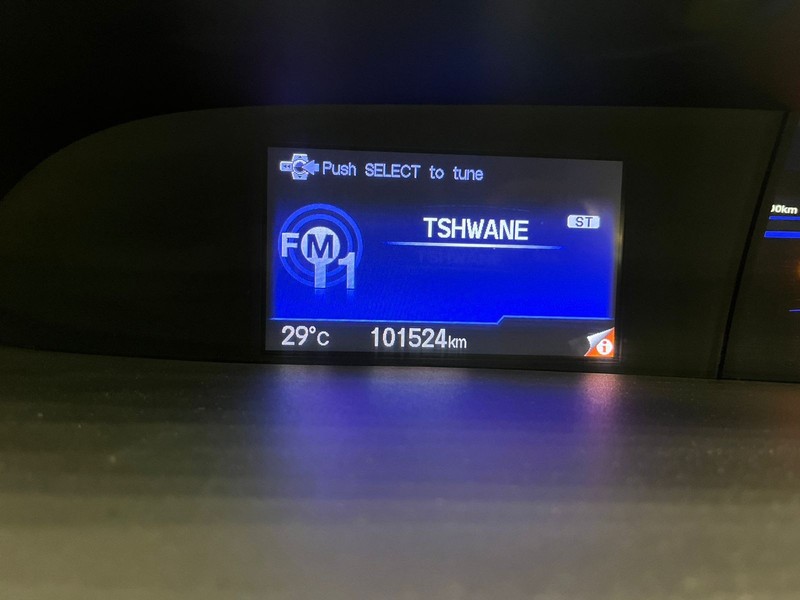 Push SELECT to tune
FM1
TSHWANE
ST
29°C
101524km
i